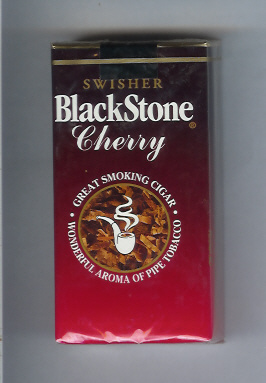 SWISHER
BlackStone®
Cherry
• GREAT SMOKING CIGAR •
WONDERFUL AROMA OF PIPE TOBACCO